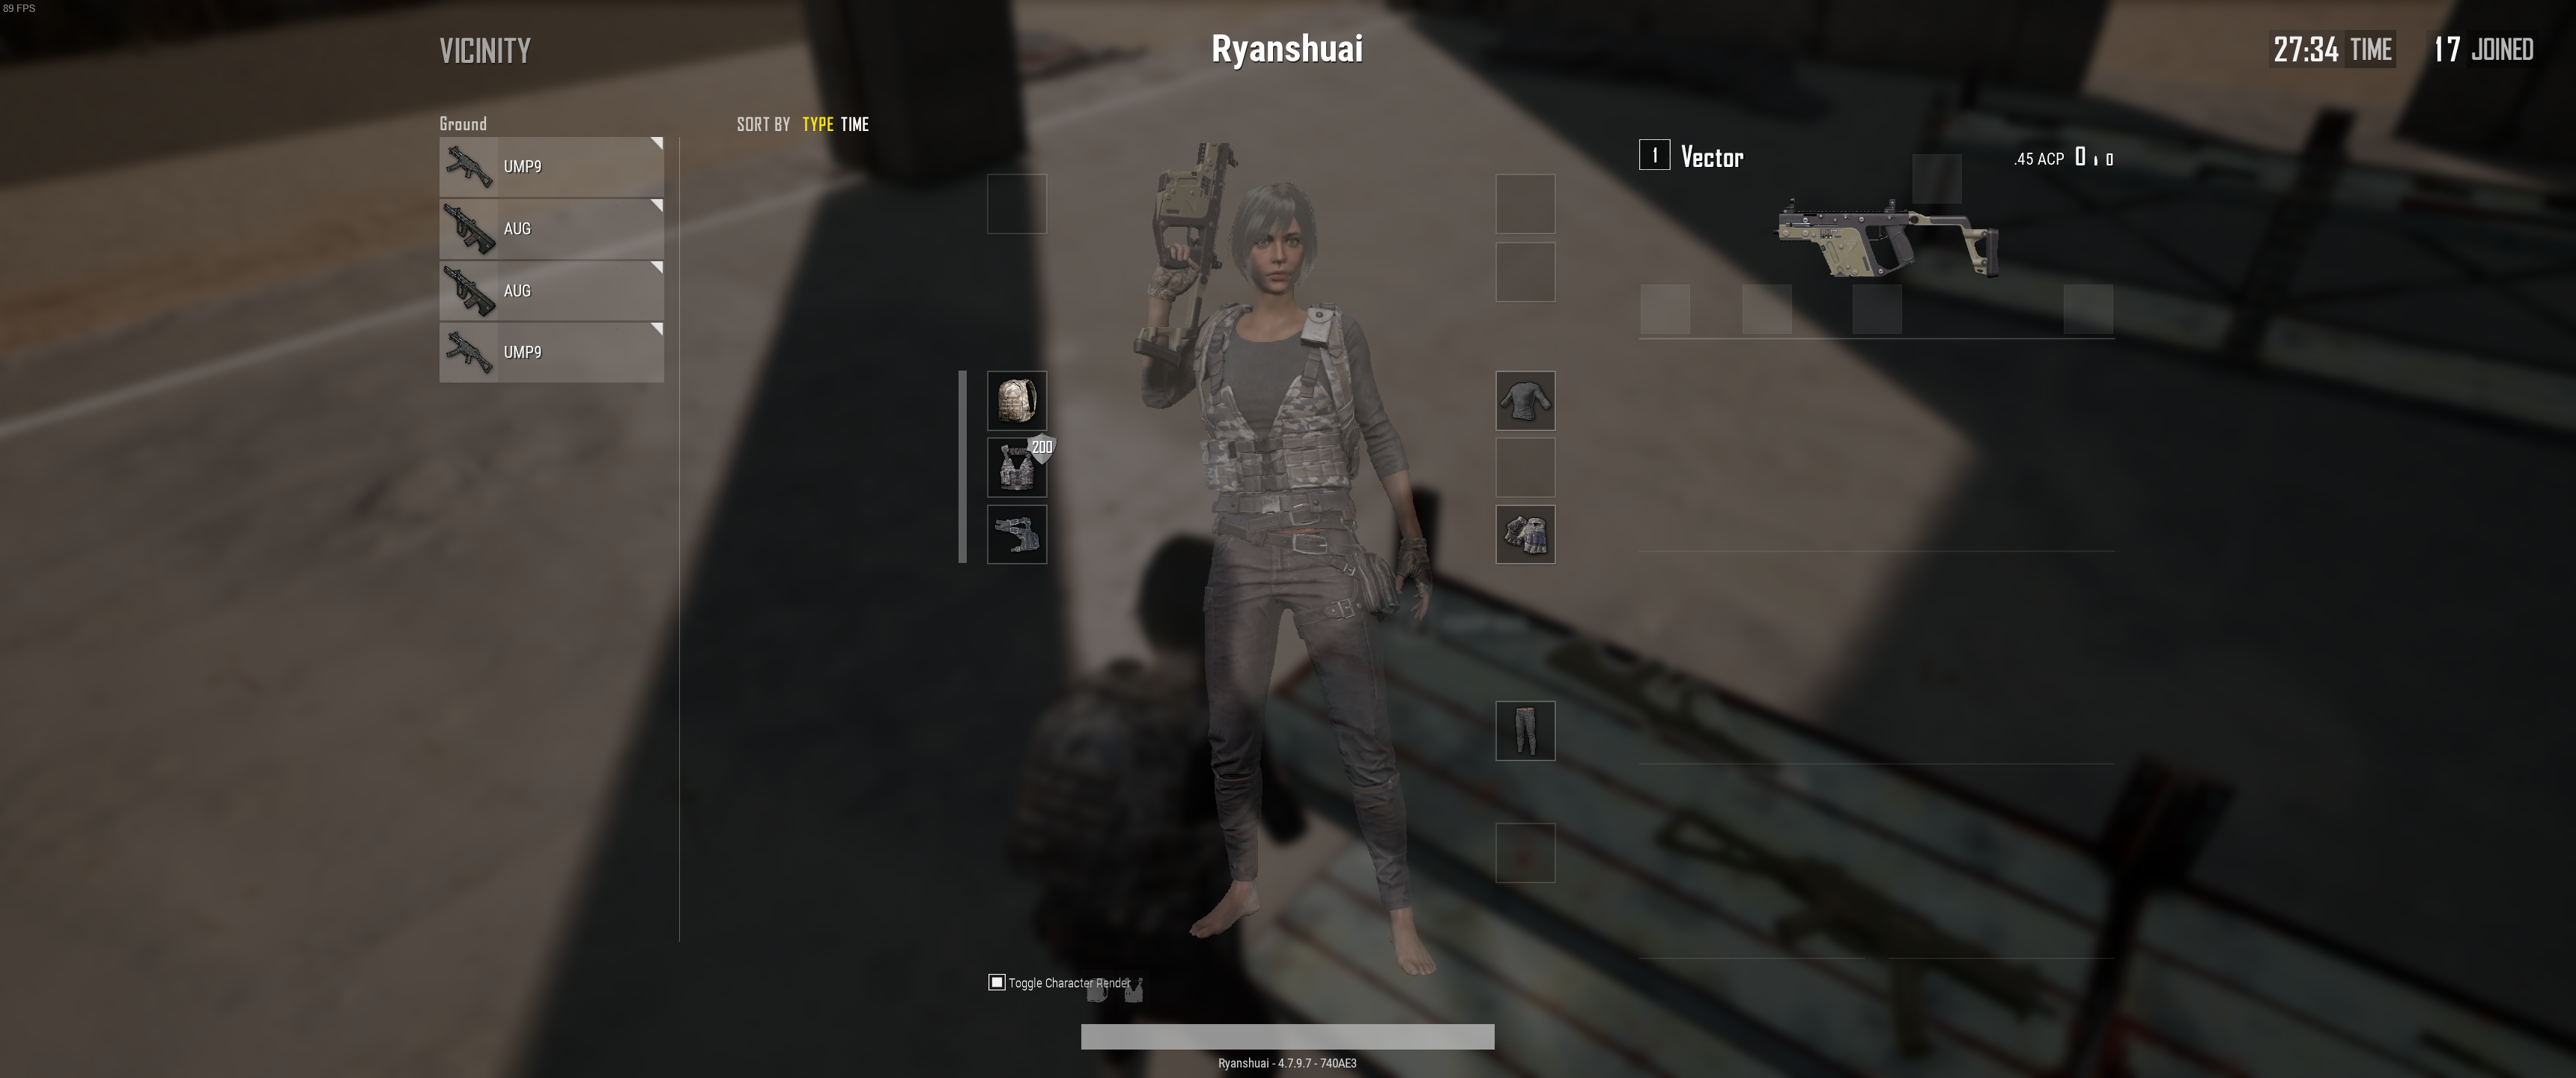 89 FPS
VICINITY
Ryanshuai
27:34 TIME 17 JOINED
Ground
SORT BY TYPE TIME
UMP9
AUG
AUG
UMP9
1 Vector
.45 ACP 0 0
200
Toggle Character Render
Ryanshuai - 4.7.9.7 - 740AE3